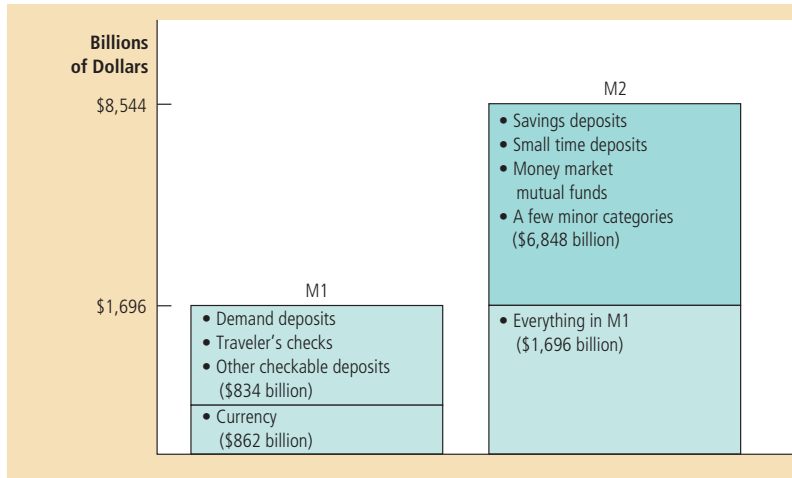 Billions
of Dollars
$8,544
$1,696
M1
• Demand deposits
• Traveler’s checks
• Other checkable deposits
($834 billion)
• Currency
($862 billion)
M2
• Savings deposits
• Small time deposits
• Money market
mutual funds
• A few minor categories
($6,848 billion)
• Everything in M1
($1,696 billion)